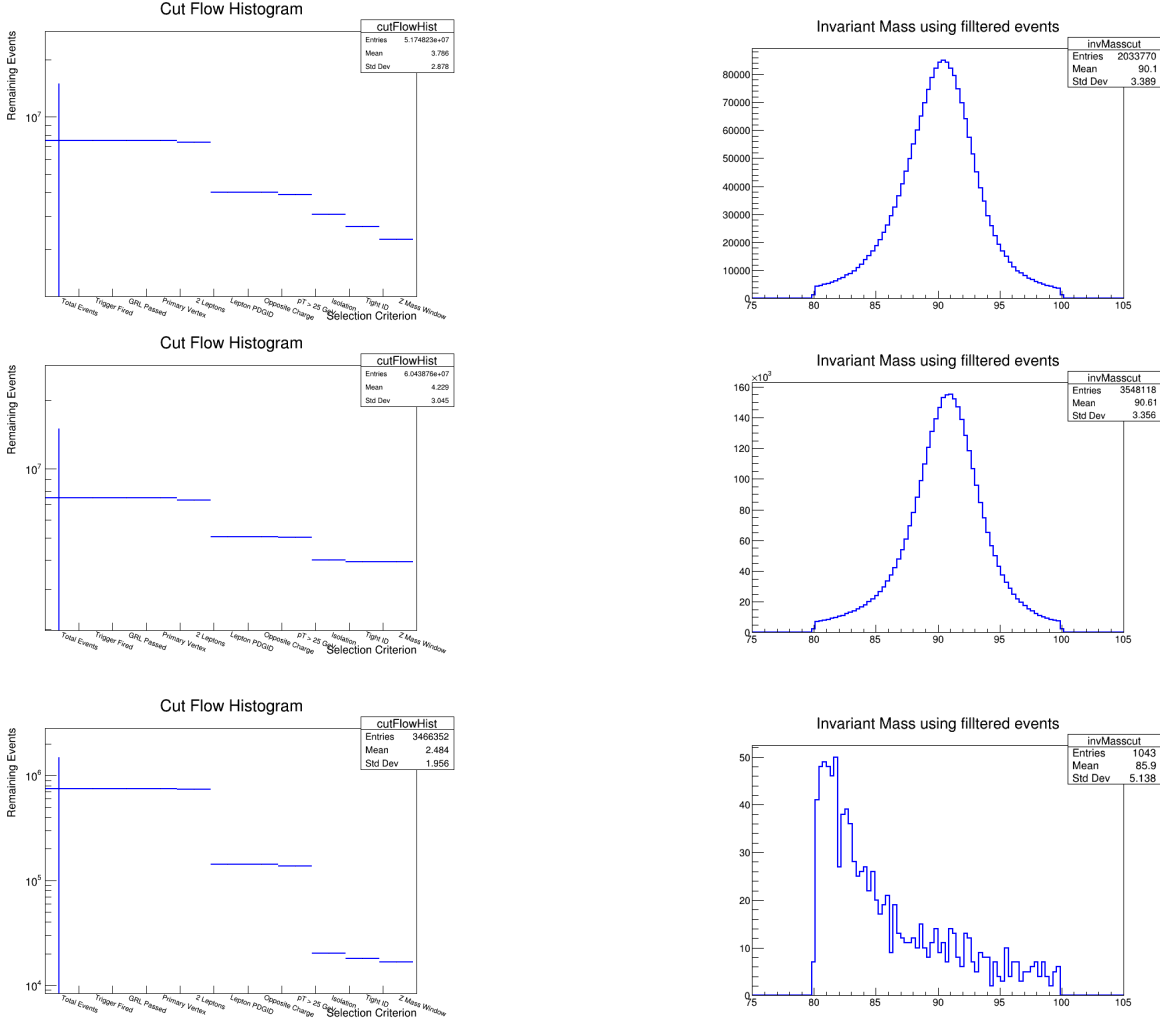 Cut Flow Histogram
cutFlowHist
Entries 5.174823e+07
Mean 3.786
Std Dev 2.878
Remaining Events
10^7
Total Events
Trigger Fired
GRL Passed
Primary Vertex
2 Leptons
Lepton PDGID
Opposite Charge
pT > 25 GeV
Isolation
Tight ID
Z Mass Window
Selection Criterion
Invariant Mass using filltered events
invMasscut
Entries 2033770
Mean 90.1
Std Dev 3.389
80000
70000
60000
50000
40000
30000
20000
10000
0
75 80 85 90 95 100 105
Cut Flow Histogram
cutFlowHist
Entries 6.043876e+07
Mean 4.229
Std Dev 3.045
Remaining Events
10^7
Total Events
Trigger Fired
GRL Passed
Primary Vertex
2 Leptons
Lepton PDGID
Opposite Charge
pT > 25 GeV
Isolation
Tight ID
Z Mass Window
Selection Criterion
Invariant Mass using filltered events
×10^3
invMasscut
Entries 3548118
Mean 90.61
Std Dev 3.356
160
140
120
100
80
60
40
20
0
75 80 85 90 95 100 105
Cut Flow Histogram
cutFlowHist
Entries 3466352
Mean 2.484
Std Dev 1.956
Remaining Events
10^6
10^5
10^4
Total Events
Trigger Fired
GRL Passed
Primary Vertex
2 Leptons
Lepton PDGID
Opposite Charge
pT > 25 GeV
Isolation
Tight ID
Z Mass Window
Selection Criterion
Invariant Mass using filltered events
invMasscut
Entries 1043
Mean 85.9
Std Dev 5.138
50
40
30
20
10
0
75 80 85 90 95 100 105